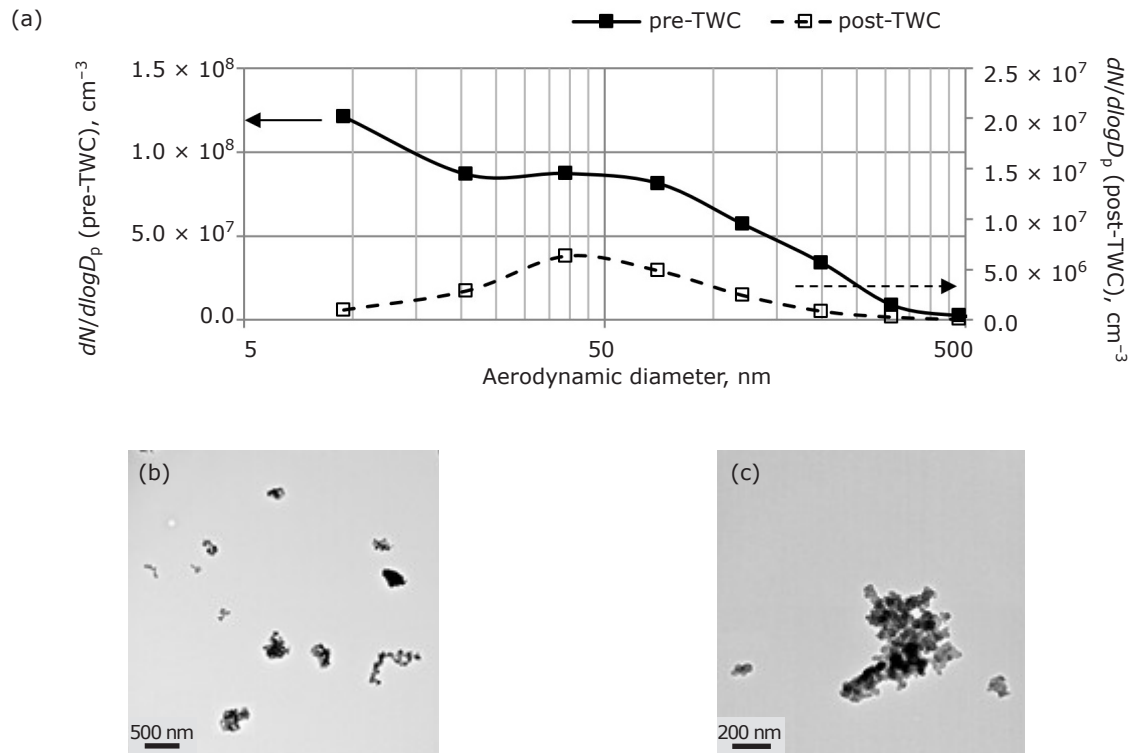 (a)
pre-TWC post-TWC
dN/dlogDₚ (pre-TWC), cm⁻³
1.5 × 10⁸
1.0 × 10⁸
5.0 × 10⁷
0.0
2.5 × 10⁷
2.0 × 10⁷
1.5 × 10⁷
1.0 × 10⁷
5.0 × 10⁶
0.0
dN/dlogDₚ (post-TWC), cm⁻³
5 50 500
Aerodynamic diameter, nm
(b)
500 nm
(c)
200 nm